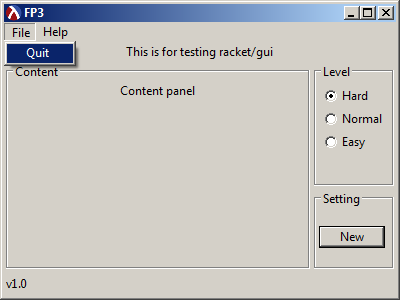 FP3
File Help
Quit
This is for testing racket/gui
Content
Content panel
Level
Hard
Normal
Easy
Setting
New
v1.0